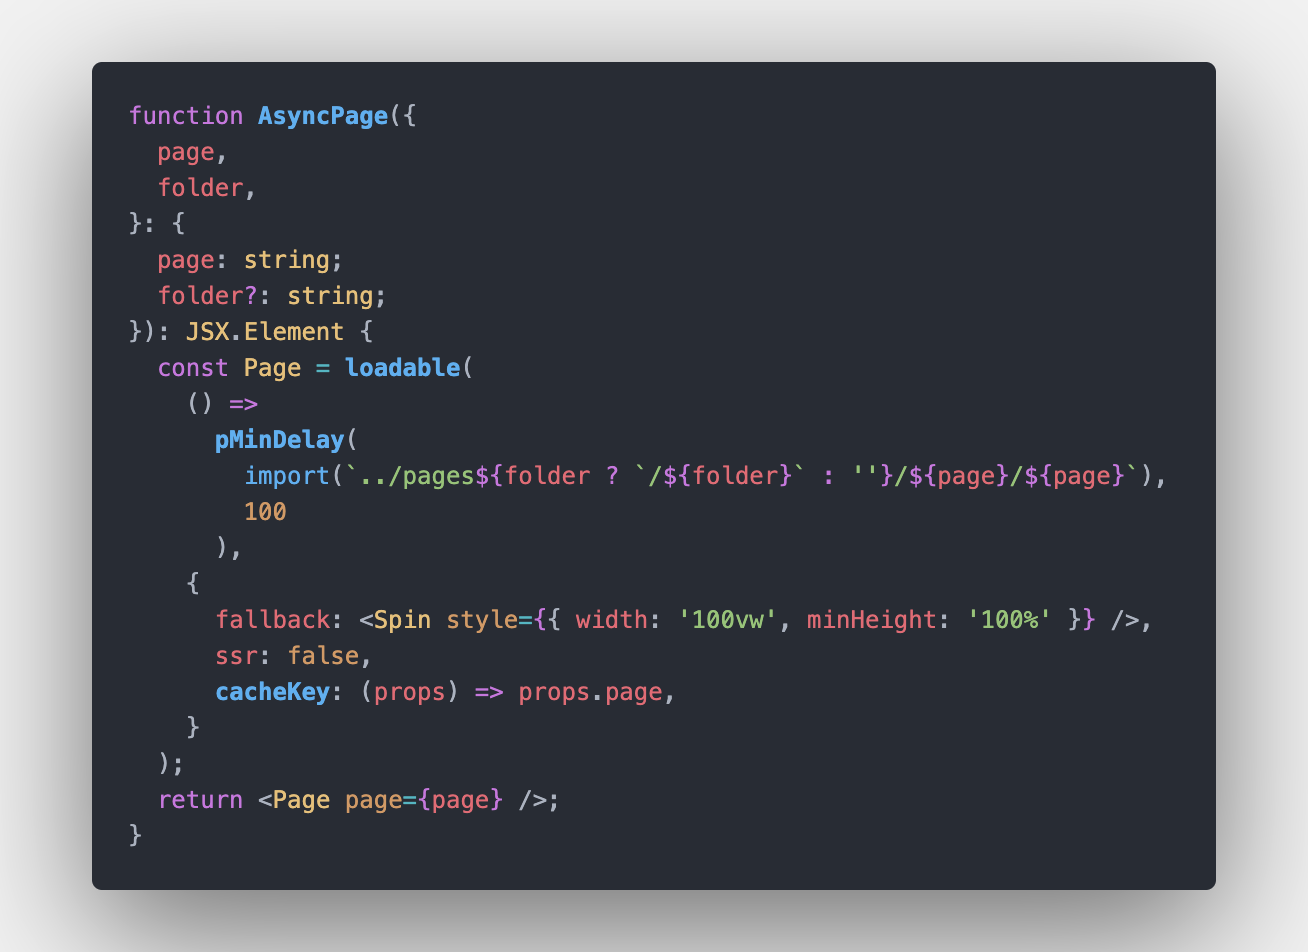 function AsyncPage({
  page,
  folder,
}: {
  page: string;
  folder?: string;
}): JSX.Element {
  const Page = loadable(
    () =>
      pMinDelay(
        import(`../pages${folder ? `/${folder}` : ''}/${page}/${page}`),
        100
      ),
    {
      fallback: <Spin style={{ width: '100vw', minHeight: '100%' }} />,
      ssr: false,
      cacheKey: (props) => props.page,
    }
  );
  return <Page page={page} />;
}